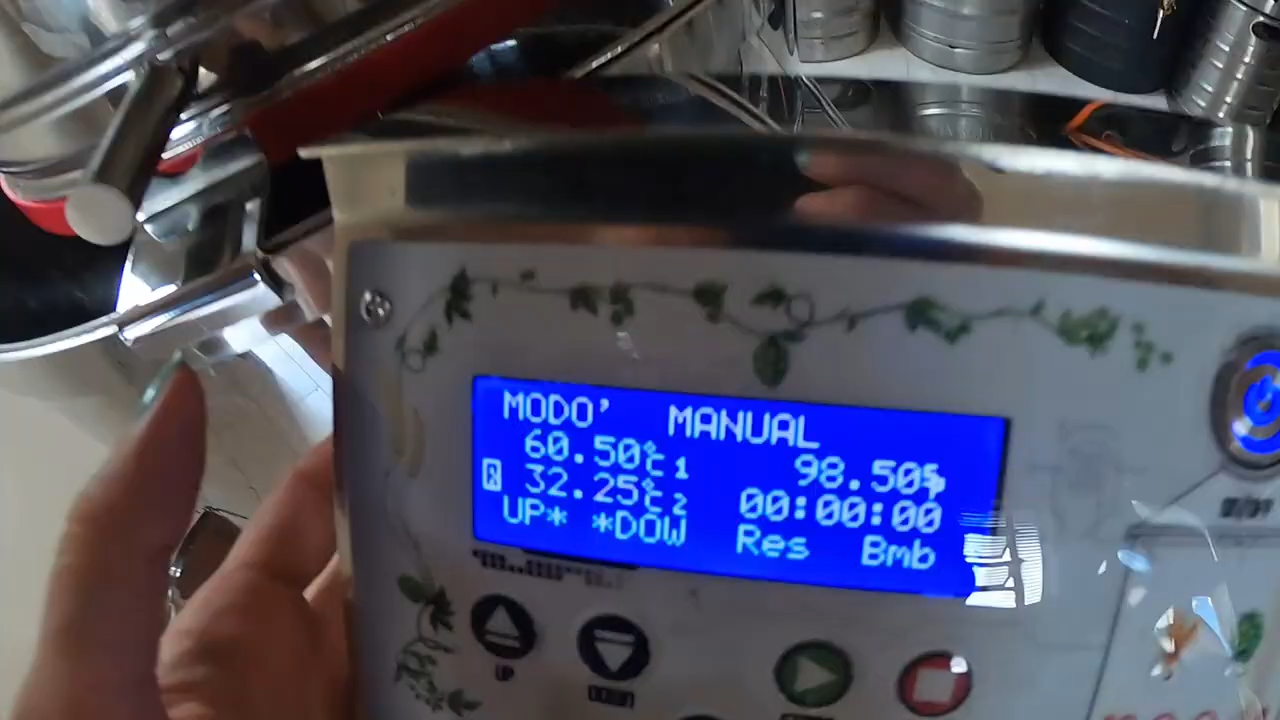 MODO' MANUAL
60.50℃1 98.50%
R 32.25℃2 00:00:00
UP* *DOW Res Bmb
UP